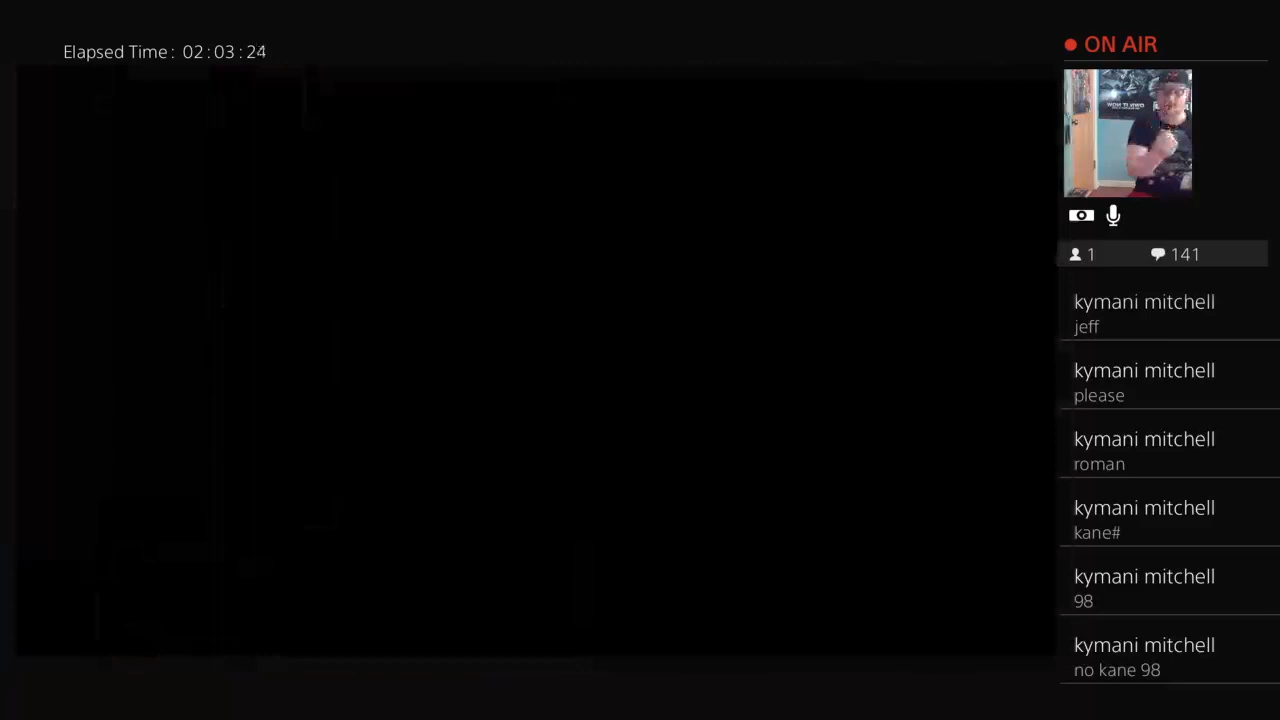 Elapsed Time: 02:03:24
ON AIR
1 141
kymani mitchell
jeff
kymani mitchell
please
kymani mitchell
roman
kymani mitchell
kane#
kymani mitchell
98
kymani mitchell
no kane 98